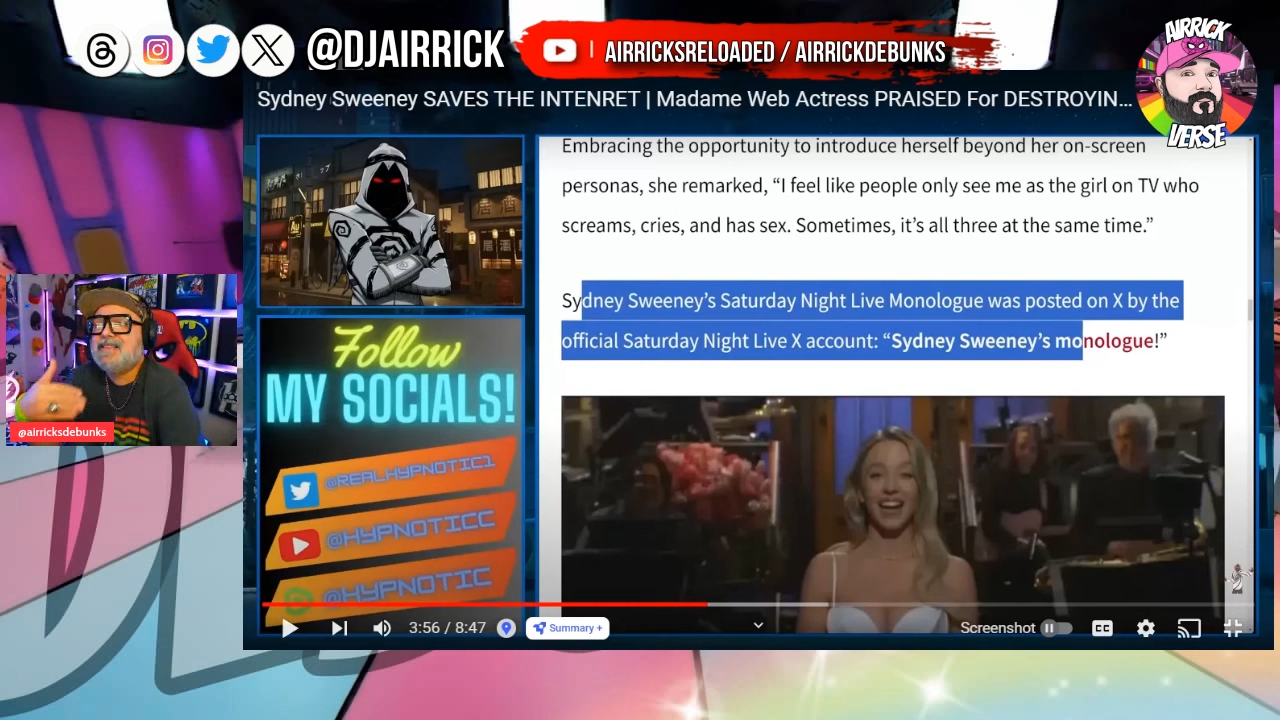 @DJAIRRICK
AIRRICKSRELOADED / AIRRICKDEBUNKS
AIRRICK
VERSE
Sydney Sweeney SAVES THE INTENRET | Madame Web Actress PRAISED For DESTROYIN...
Embracing the opportunity to introduce herself beyond her on-screen
personas, she remarked, “I feel like people only see me as the girl on TV who
screams, cries, and has sex. Sometimes, it’s all three at the same time.”
Sydney Sweeney’s Saturday Night Live Monologue was posted on X by the
official Saturday Night Live X account: “Sydney Sweeney’s monologue!”
Follow
MY SOCIALS!
@REALHYPNOTIC1
@HYPNOTICC
@HYPNOTIC
@airricksdebunks
3:56 / 8:47
Summary +
Screenshot
CC